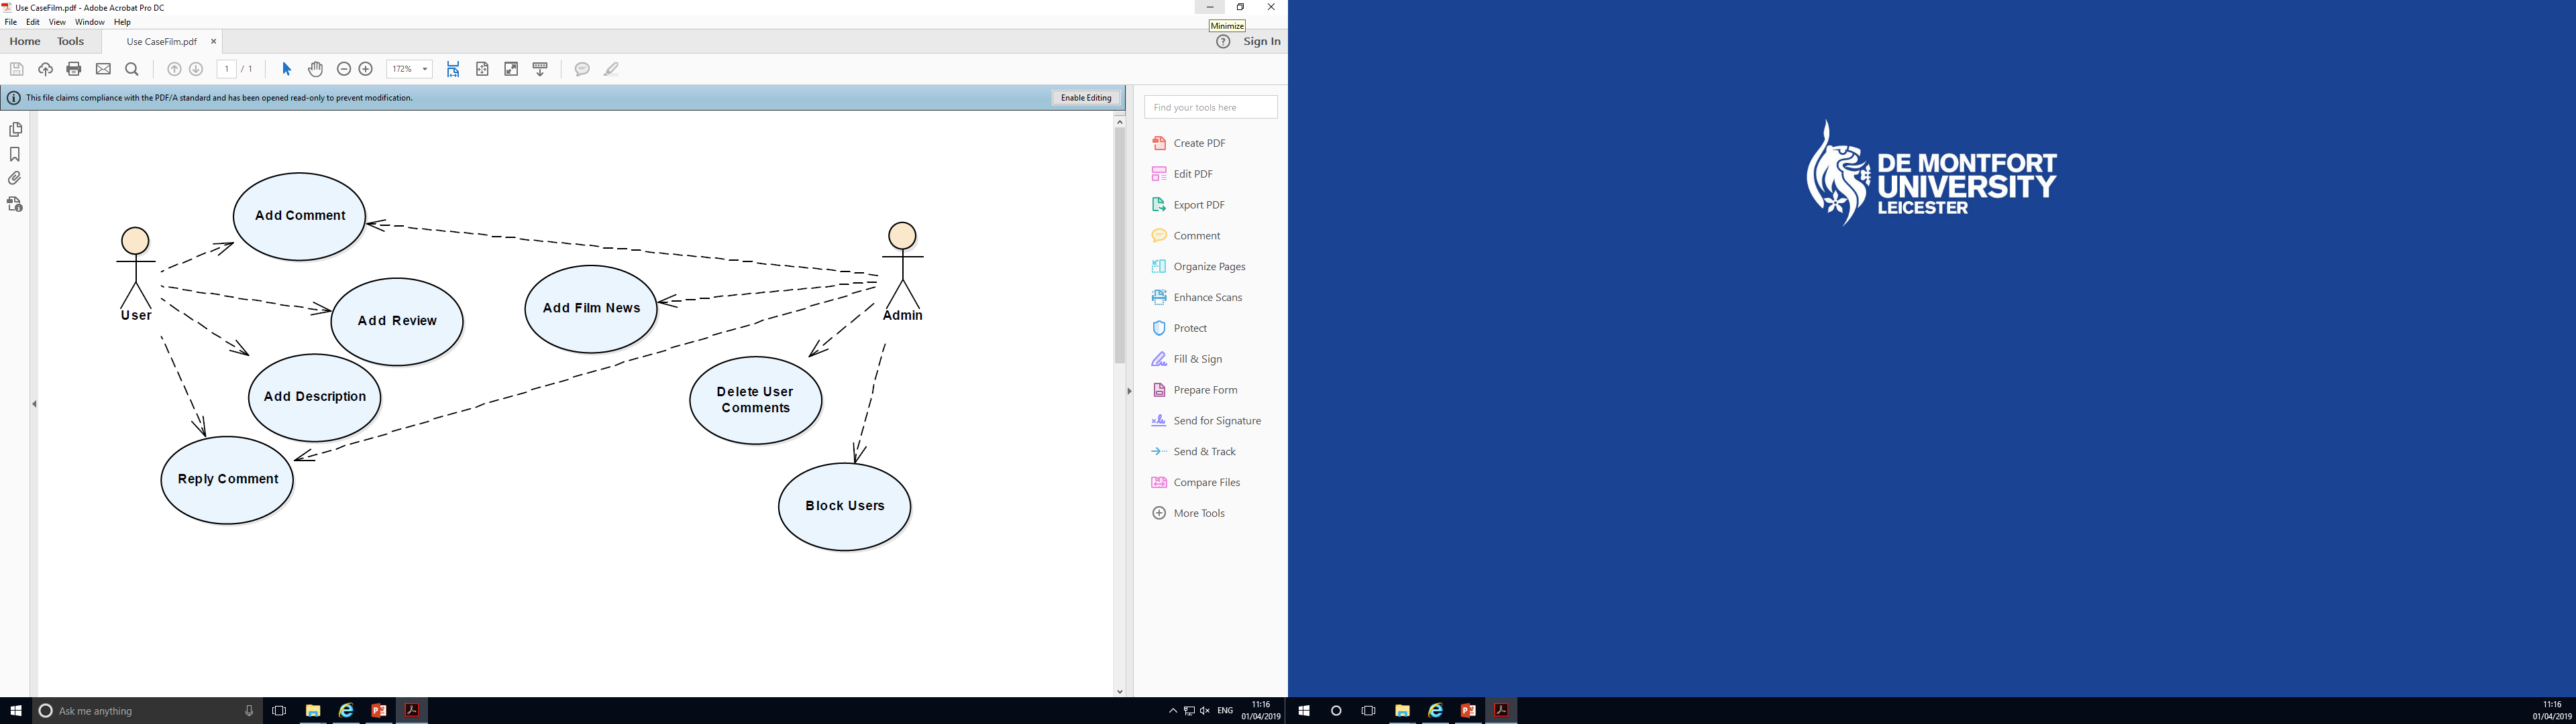 Use CaseFilm.pdf - Adobe Acrobat Pro DC
File Edit View Window Help
Minimize
Home Tools Use CaseFilm.pdf × ? Sign In
1 / 1 172%
This file claims compliance with the PDF/A standard and has been opened read-only to prevent modification. Enable Editing
Find your tools here
Create PDF
Edit PDF
Export PDF
Comment
Organize Pages
Enhance Scans
Protect
Fill & Sign
Prepare Form
Send for Signature
Send & Track
Compare Files
More Tools
Add Comment
User
Add Review
Add Film News
Admin
Add Description
Delete User
Comments
Reply Comment
Block Users
DE MONTFORT
UNIVERSITY
LEICESTER
Ask me anything
ENG
11:16
01/04/2019
11:16
01/04/2019